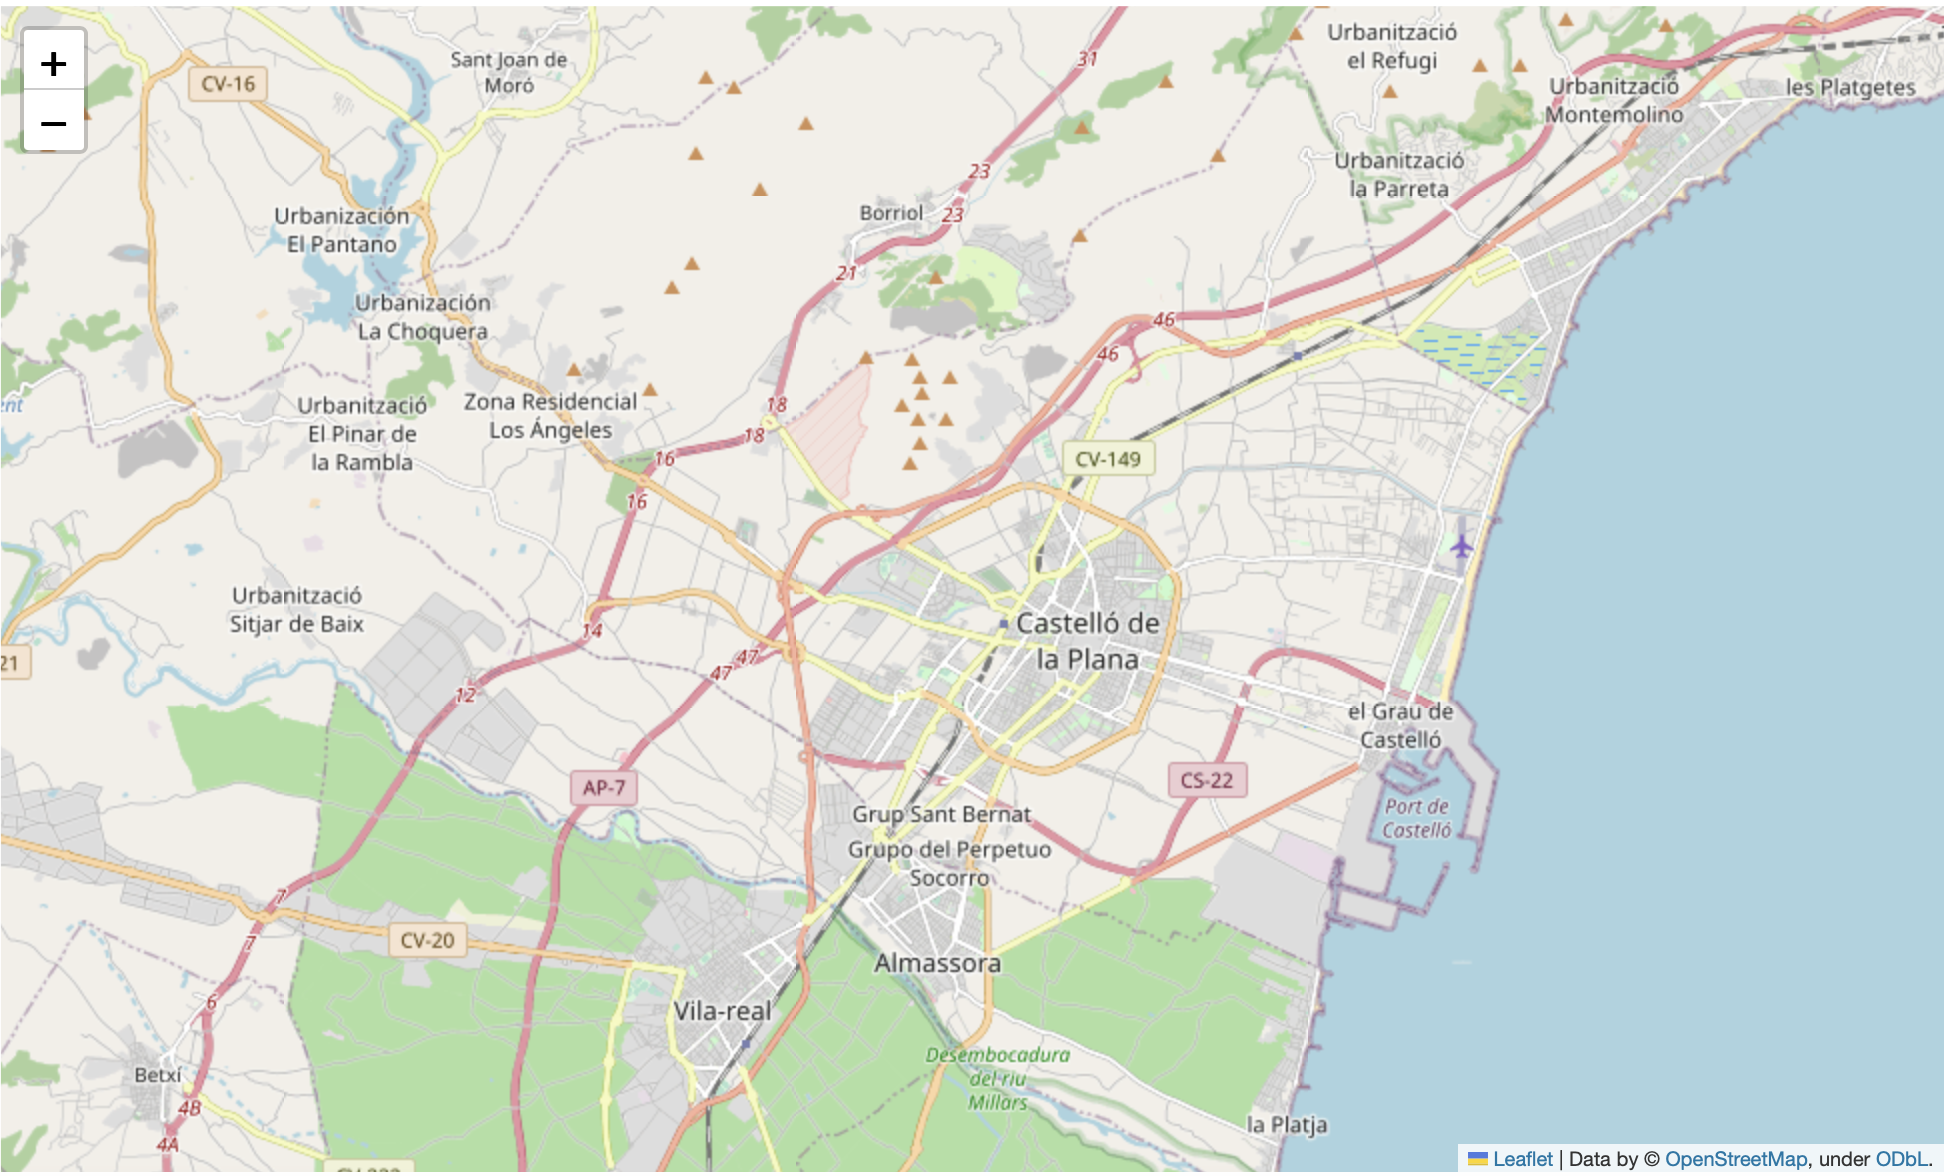 +
−
CV-16
Sant Joan de
Moró
31
Urbanització
el Refugi
Urbanització
Montemolino
les Platgetes
Urbanització
la Parreta
23
23
Borriol
21
Urbanización
El Pantano
Urbanización
La Choquera
46
46
Urbanització
El Pinar de
la Rambla
Zona Residencial
Los Ángeles
18
18
16
16
CV-149
Urbanització
Sitjar de Baix
14
12
47
47
21
Castelló de
la Plana
el Grau de
Castelló
AP-7
CS-22
Port de
Castelló
Grup Sant Bernat
Grupo del Perpetuo
Socorro
7
7
CV-20
Almassora
Vila-real
6
Betxí
4B
4A
Desembocadura
del riu
Millars
la Platja
Leaflet | Data by © OpenStreetMap, under ODbL.